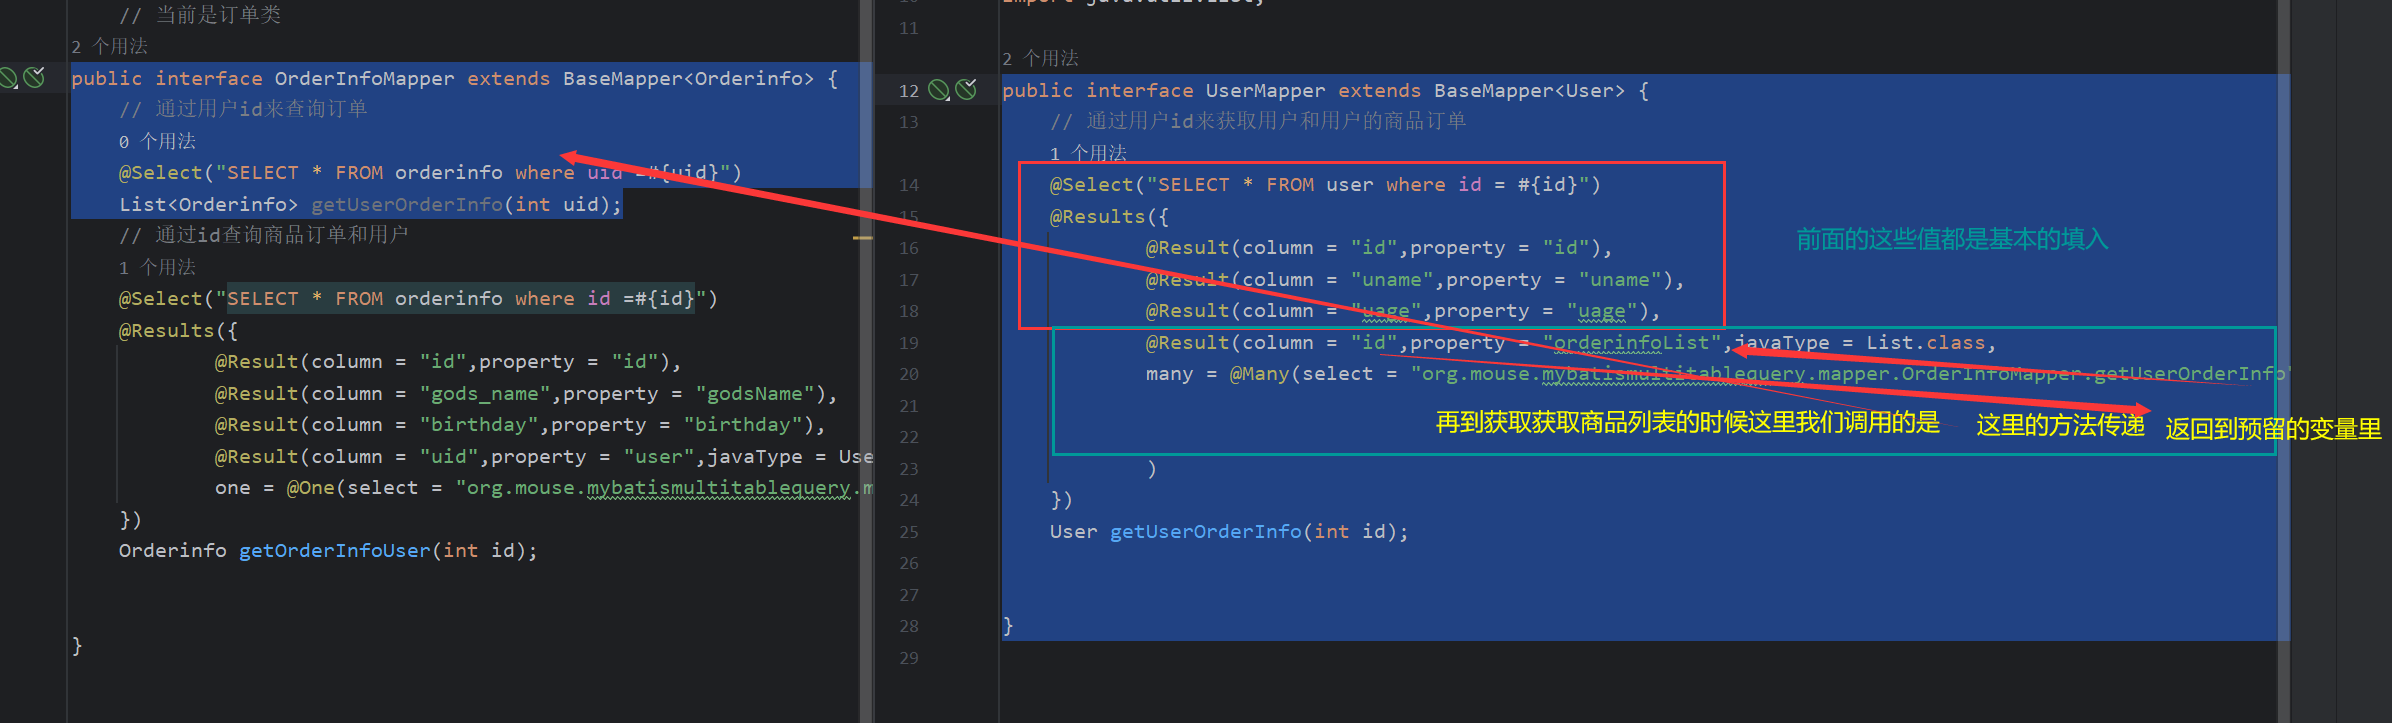 // 当前是订单类
2 个用法
public interface OrderInfoMapper extends BaseMapper<Orderinfo> {
// 通过用户id来查询订单
0 个用法
@Select("SELECT * FROM orderinfo where uid =#{uid}")
List<Orderinfo> getUserOrderInfo(int uid);
// 通过id查询商品订单和用户
1 个用法
@Select("SELECT * FROM orderinfo where id =#{id}")
@Results({
@Result(column = "id",property = "id"),
@Result(column = "gods_name",property = "godsName"),
@Result(column = "birthday",property = "birthday"),
@Result(column = "uid",property = "user",javaType = Use
one = @One(select = "org.mouse.mybatismultitablequery.m
})
Orderinfo getOrderInfoUser(int id);
}
11
2 个用法
12 public interface UserMapper extends BaseMapper<User> {
13 // 通过用户id来获取用户和用户的商品订单
1 个用法
14 @Select("SELECT * FROM user where id = #{id}")
15 @Results({
16 @Result(column = "id",property = "id"),
前面的这些值都是基本的填入
17 @Result(column = "uname",property = "uname"),
18 @Result(column = "uage",property = "uage"),
19 @Result(column = "id",property = "orderinfoList",javaType = List.class,
20 many = @Many(select = "org.mouse.mybatismultitablequery.mapper.OrderInfoMapper.getUserOrderInfo"
21
再到获取获取商品列表的时候这里我们调用的是 这里的方法传递 返回到预留的变量里
22
23 )
24 })
25 User getUserOrderInfo(int id);
26
27
28 }
29